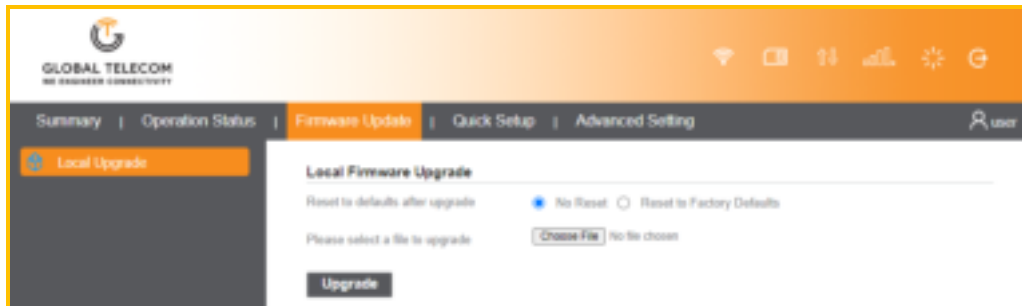 GLOBAL TELECOM
WE ENGINEER CONNECTIVITY
Summary | Operation Status | Firmware Update | Quick Setup | Advanced Setting user
Local Upgrade
Local Firmware Upgrade
Reset to defaults after upgrade No Reset Reset to Factory Defaults
Please select a file to upgrade Choose File No file chosen
Upgrade